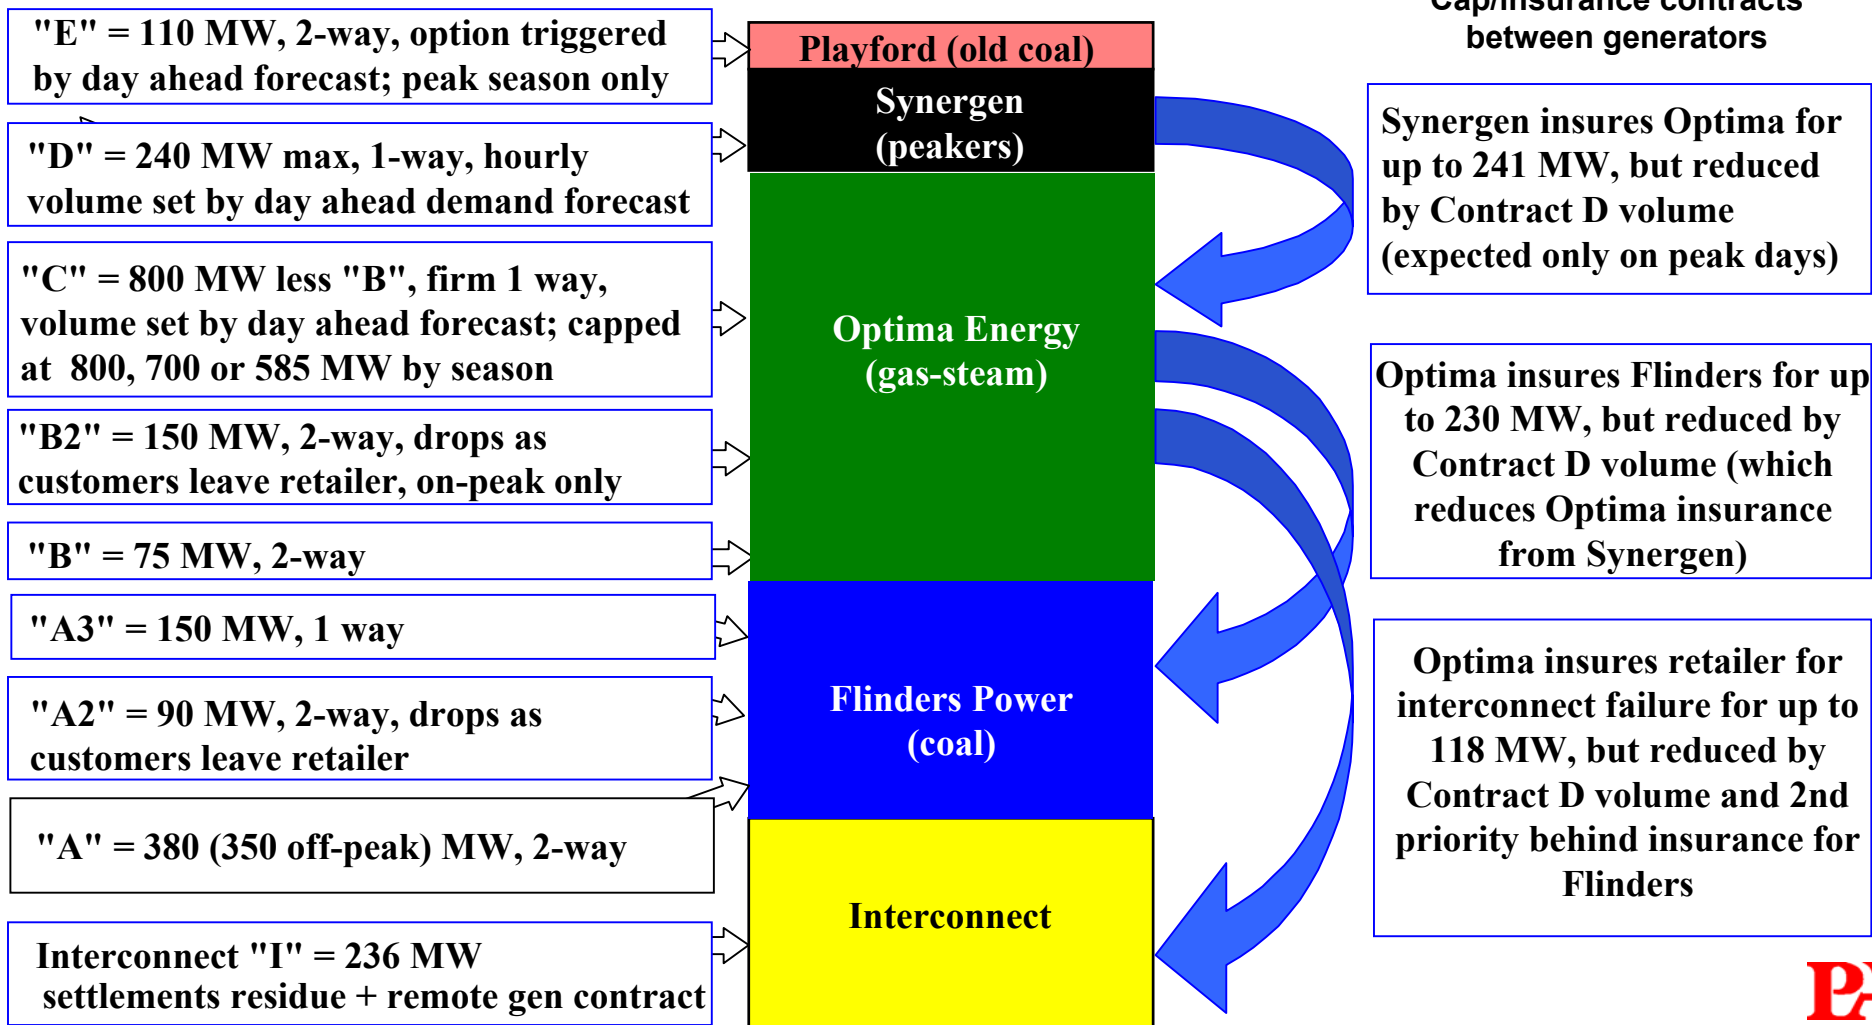 "E" = 110 MW, 2-way, option triggered
by day ahead forecast; peak season only
"D" = 240 MW max, 1-way, hourly
volume set by day ahead demand forecast
"C" = 800 MW less "B", firm 1 way,
volume set by day ahead forecast; capped
at 800, 700 or 585 MW by season
"B2" = 150 MW, 2-way, drops as
customers leave retailer, on-peak only
"B" = 75 MW, 2-way
"A3" = 150 MW, 1 way
"A2" = 90 MW, 2-way, drops as
customers leave retailer
"A" = 380 (350 off-peak) MW, 2-way
Interconnect "I" = 236 MW
settlements residue + remote gen contract
Playford (old coal)
Synergen
(peakers)
Optima Energy
(gas-steam)
Flinders Power
(coal)
Interconnect
Cap/insurance contracts
between generators
Synergen insures Optima for
up to 241 MW, but reduced
by Contract D volume
(expected only on peak days)
Optima insures Flinders for up
to 230 MW, but reduced by
Contract D volume (which
reduces Optima insurance
from Synergen)
Optima insures retailer for
interconnect failure for up to
118 MW, but reduced by
Contract D volume and 2nd
priority behind insurance for
Flinders